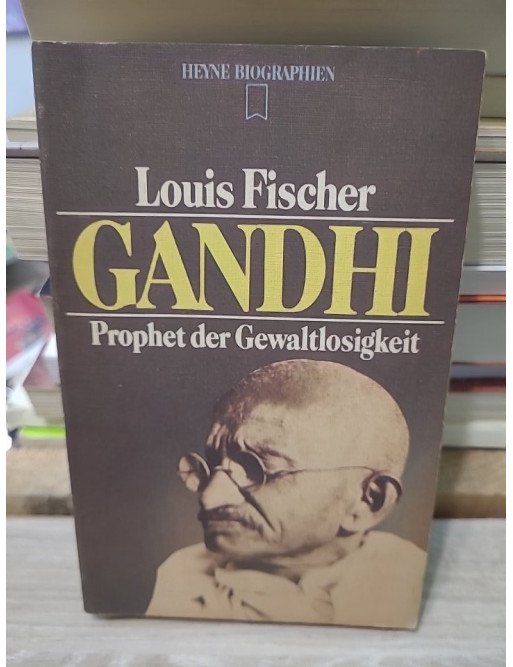 HEYNE BIOGRAPHIEN
Louis Fischer
GANDHI
Prophet der Gewaltlosigkeit